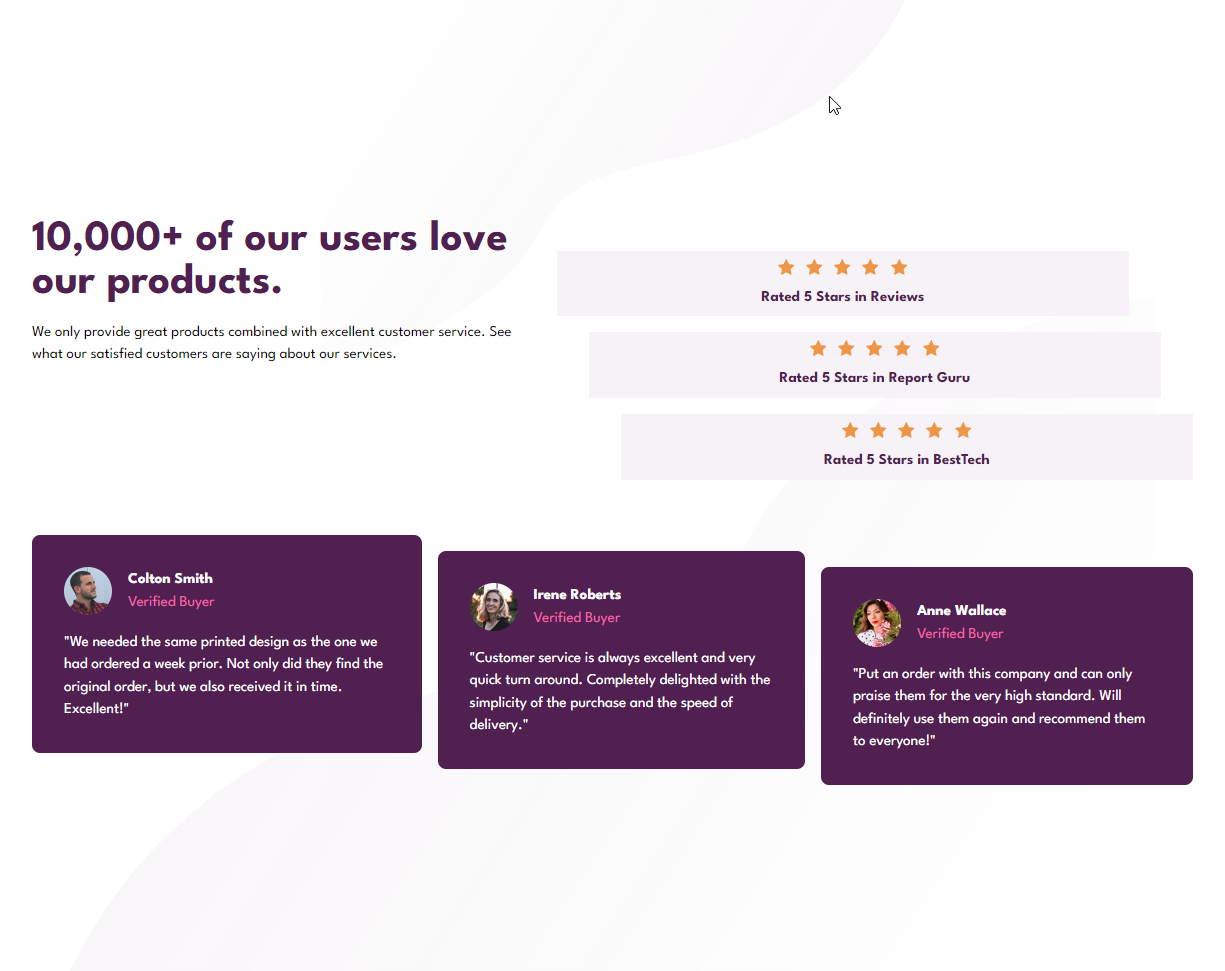 10,000+ of our users love
our products.
We only provide great products combined with excellent customer service. See
what our satisfied customers are saying about our services.
Rated 5 Stars in Reviews
Rated 5 Stars in Report Guru
Rated 5 Stars in BestTech
Colton Smith
Verified Buyer
"We needed the same printed design as the one we
had ordered a week prior. Not only did they find the
original order, but we also received it in time.
Excellent!"
Irene Roberts
Verified Buyer
"Customer service is always excellent and very
quick turn around. Completely delighted with the
simplicity of the purchase and the speed of
delivery."
Anne Wallace
Verified Buyer
"Put an order with this company and can only
praise them for the very high standard. Will
definitely use them again and recommend them
to everyone!"